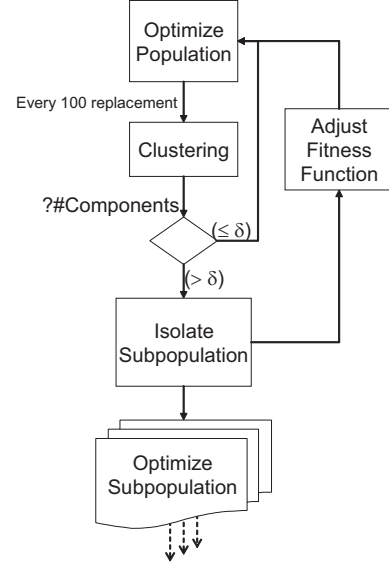 Optimize
Population
Every 100 replacement
Clustering
Adjust
Fitness
Function
?#Components
(≤ δ)
(> δ)
Isolate
Subpopulation
Optimize
Subpopulation